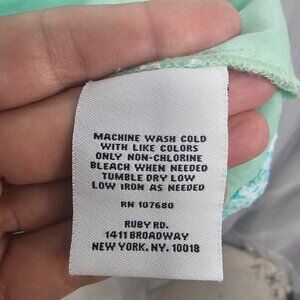 MACHINE WASH COLD
WITH LIKE COLORS
ONLY NON-CHLORINE
BLEACH WHEN NEEDED
TUMBLE DRY LOW
LOW IRON AS NEEDED
RN 107680
RUBY RD.
1411 BROADWAY
NEW YORK. NY. 10018